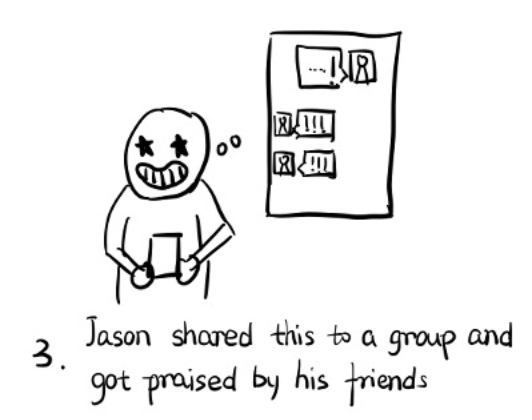 ...!
!!!
!!!
3. Jason shared this to a group and
got praised by his friends